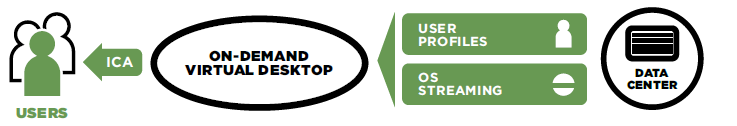 USERS
ICA
ON-DEMAND
VIRTUAL DESKTOP
USER
PROFILES
OS
STREAMING
DATA
CENTER